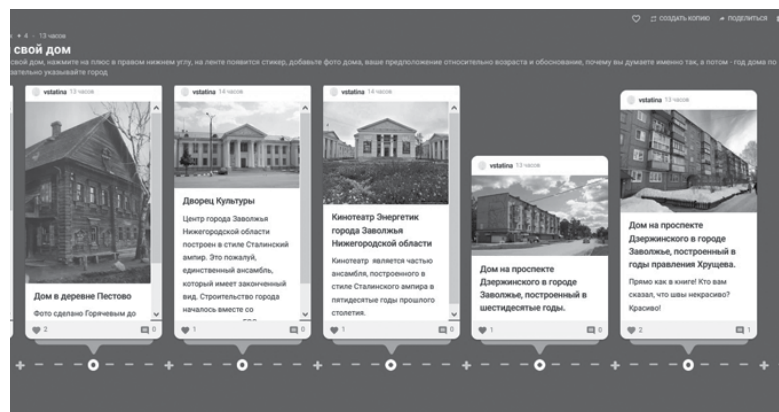 СОЗДАТЬ КОПИЮ
ПОДЕЛИТЬСЯ
4 - 13 часов
свой дом
свой дом, нажмите на плюс в правом нижнем углу, на ленте появится стикер, добавьте фото дома, ваше предположение относительно возраста и обоснование, почему вы думаете именно так, а потом - год дома по
указывайте город
vstatina 13 часов
Дом в деревне Пестово
Фото сделано Горячевым до
2
0
vstatina 14 часов
Дворец Культуры
Центр города Заволжья
Нижегородской области
построен в стиле Сталинский
ампир. Это пожалуй,
единственный ансамбль,
который имеет законченный
вид. Строительство города
началось вместе со
1
0
vstatina 14 часов
Кинотеатр Энергетик
города Заволжья
Нижегородской области
Кинотеатр является частью
ансамбля, построенного в
стиле Сталинского ампира в
пятидесятые годы прошлого
столетия.
1
0
vstatina 13 часов
Дом на проспекте
Дзержинского в городе
Заволжье, построенный в
шестидесятые годы.
1
0
vstatina 13 часов
Дом на проспекте
Дзержинского в городе
Заволжье, построенный в
годы правления Хрущева.
Прямо как в книге! Кто вам
сказал, что швы некрасиво?
Красиво!
2
1